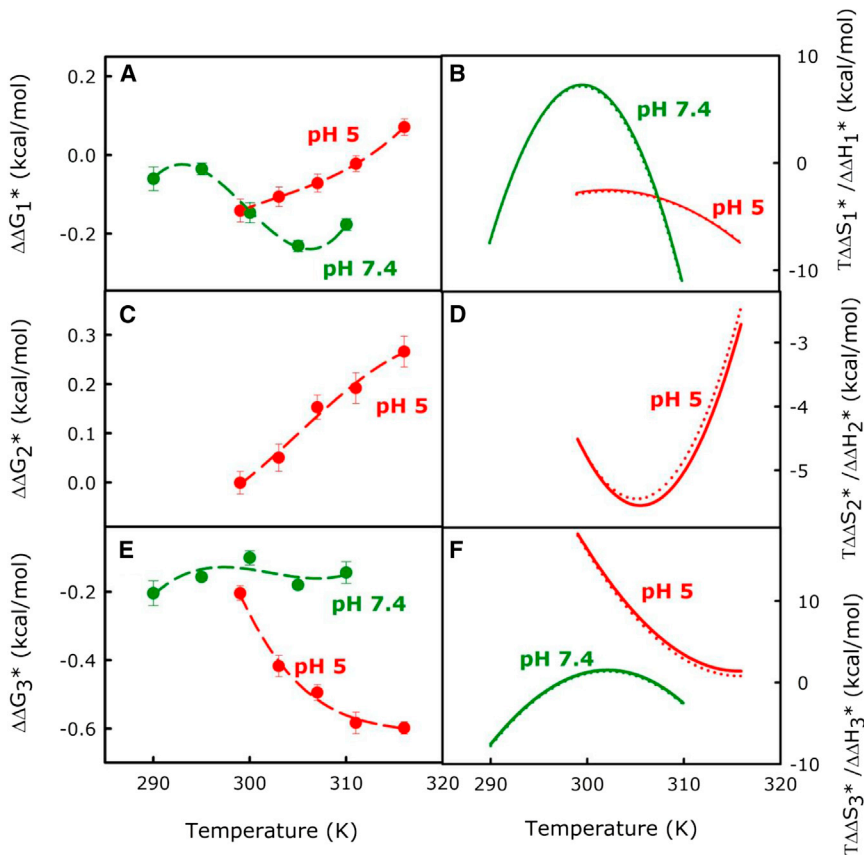 A
0.2
0.0
-0.2
ΔΔG1* (kcal/mol)
pH 5
pH 7.4
B
10
0
-10
TΔΔS1* /ΔΔH1* (kcal/mol)
pH 7.4
pH 5
C
0.3
0.2
0.1
0.0
ΔΔG2* (kcal/mol)
pH 5
D
-3
-4
-5
TΔΔS2* /ΔΔH2* (kcal/mol)
pH 5
E
-0.2
-0.4
-0.6
ΔΔG3* (kcal/mol)
pH 7.4
pH 5
F
10
0
-10
TΔΔS3* /ΔΔH3* (kcal/mol)
pH 5
pH 7.4
290 300 310 320
290 300 310 320
Temperature (K)
Temperature (K)